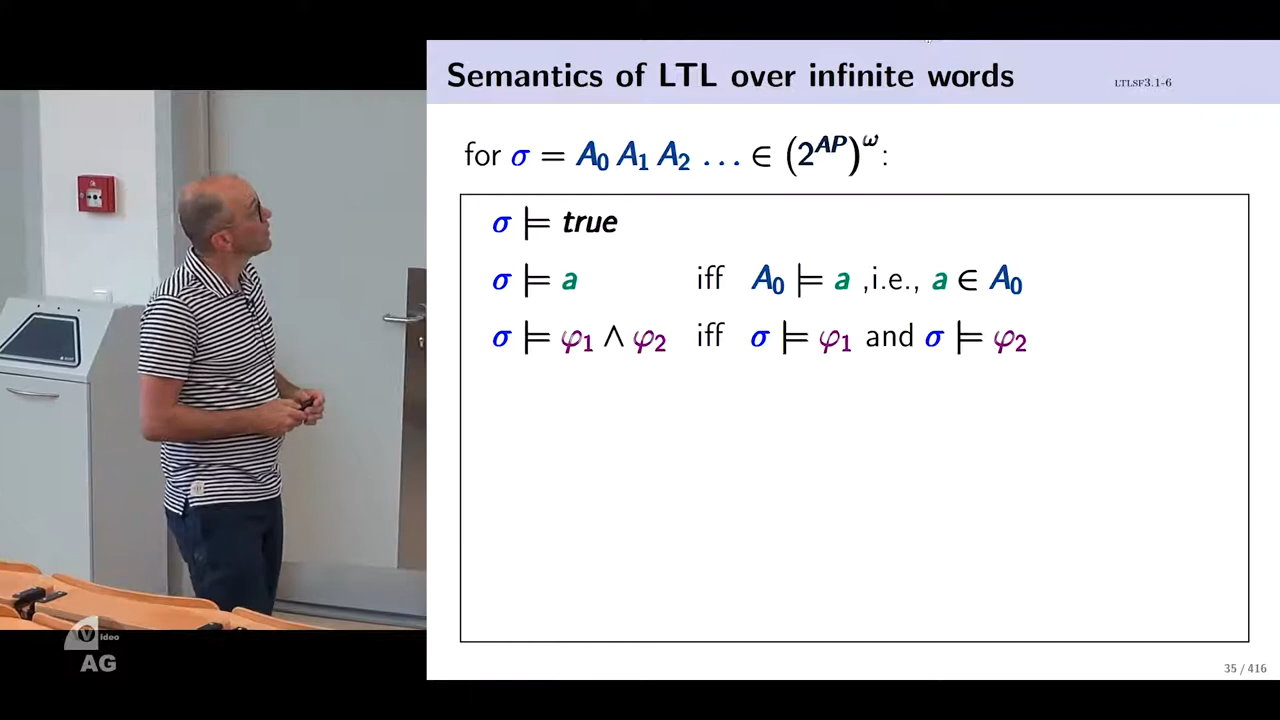 Semantics of LTL over infinite words
LTLSF3.1-6
for σ = A₀ A₁ A₂ … ∈ (2^AP)^ω:
σ ⊨ true
σ ⊨ a iff A₀ ⊨ a ,i.e., a ∈ A₀
σ ⊨ φ₁ ∧ φ₂ iff σ ⊨ φ₁ and σ ⊨ φ₂
35 / 416
Video
AG